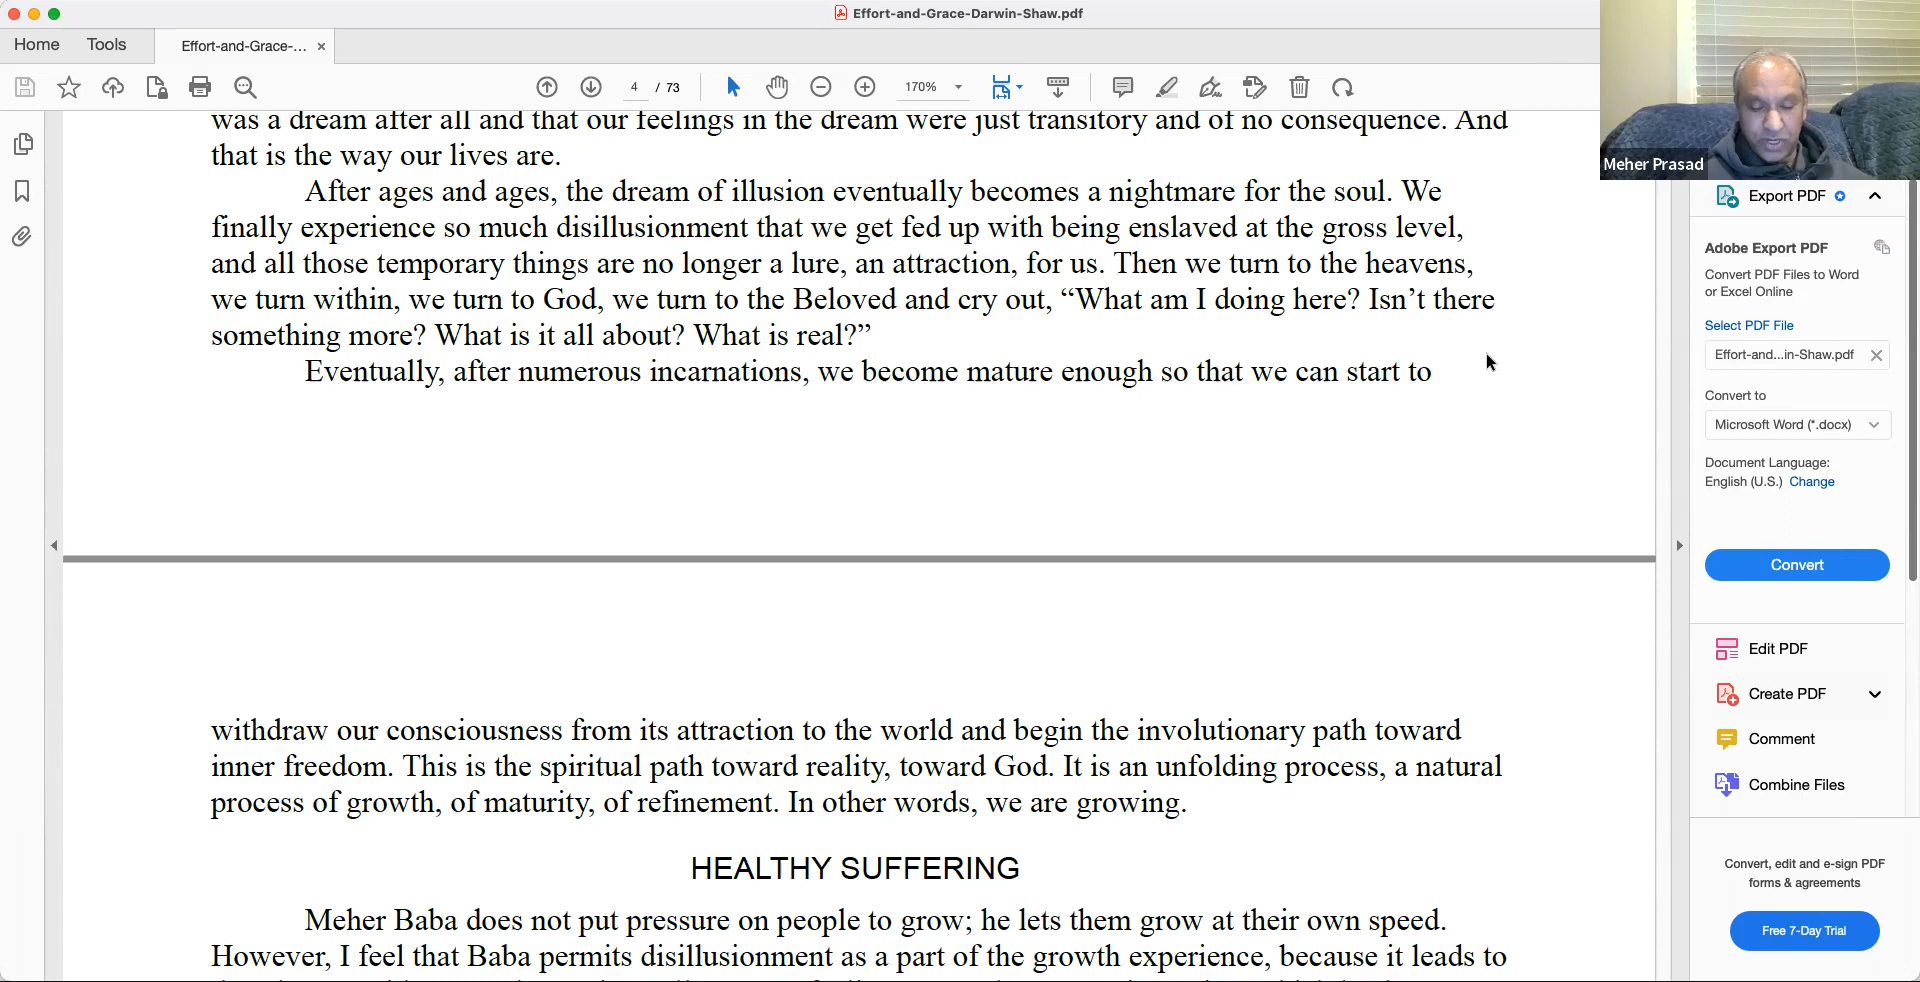 Effort-and-Grace-Darwin-Shaw.pdf
Home Tools Effort-and-Grace-... ×
4 / 73 170%
Meher Prasad
was a dream after all and that our feelings in the dream were just transitory and of no consequence. And
that is the way our lives are.
After ages and ages, the dream of illusion eventually becomes a nightmare for the soul. We
finally experience so much disillusionment that we get fed up with being enslaved at the gross level,
and all those temporary things are no longer a lure, an attraction, for us. Then we turn to the heavens,
we turn within, we turn to God, we turn to the Beloved and cry out, “What am I doing here? Isn’t there
something more? What is it all about? What is real?”
Eventually, after numerous incarnations, we become mature enough so that we can start to
withdraw our consciousness from its attraction to the world and begin the involutionary path toward
inner freedom. This is the spiritual path toward reality, toward God. It is an unfolding process, a natural
process of growth, of maturity, of refinement. In other words, we are growing.
HEALTHY SUFFERING
Meher Baba does not put pressure on people to grow; he lets them grow at their own speed.
However, I feel that Baba permits disillusionment as a part of the growth experience, because it leads to
Export PDF
Adobe Export PDF
Convert PDF Files to Word
or Excel Online
Select PDF File
Effort-and...in-Shaw.pdf
Convert to
Microsoft Word (*.docx)
Document Language:
English (U.S.) Change
Convert
Edit PDF
Create PDF
Comment
Combine Files
Convert, edit and e-sign PDF
forms & agreements
Free 7-Day Trial